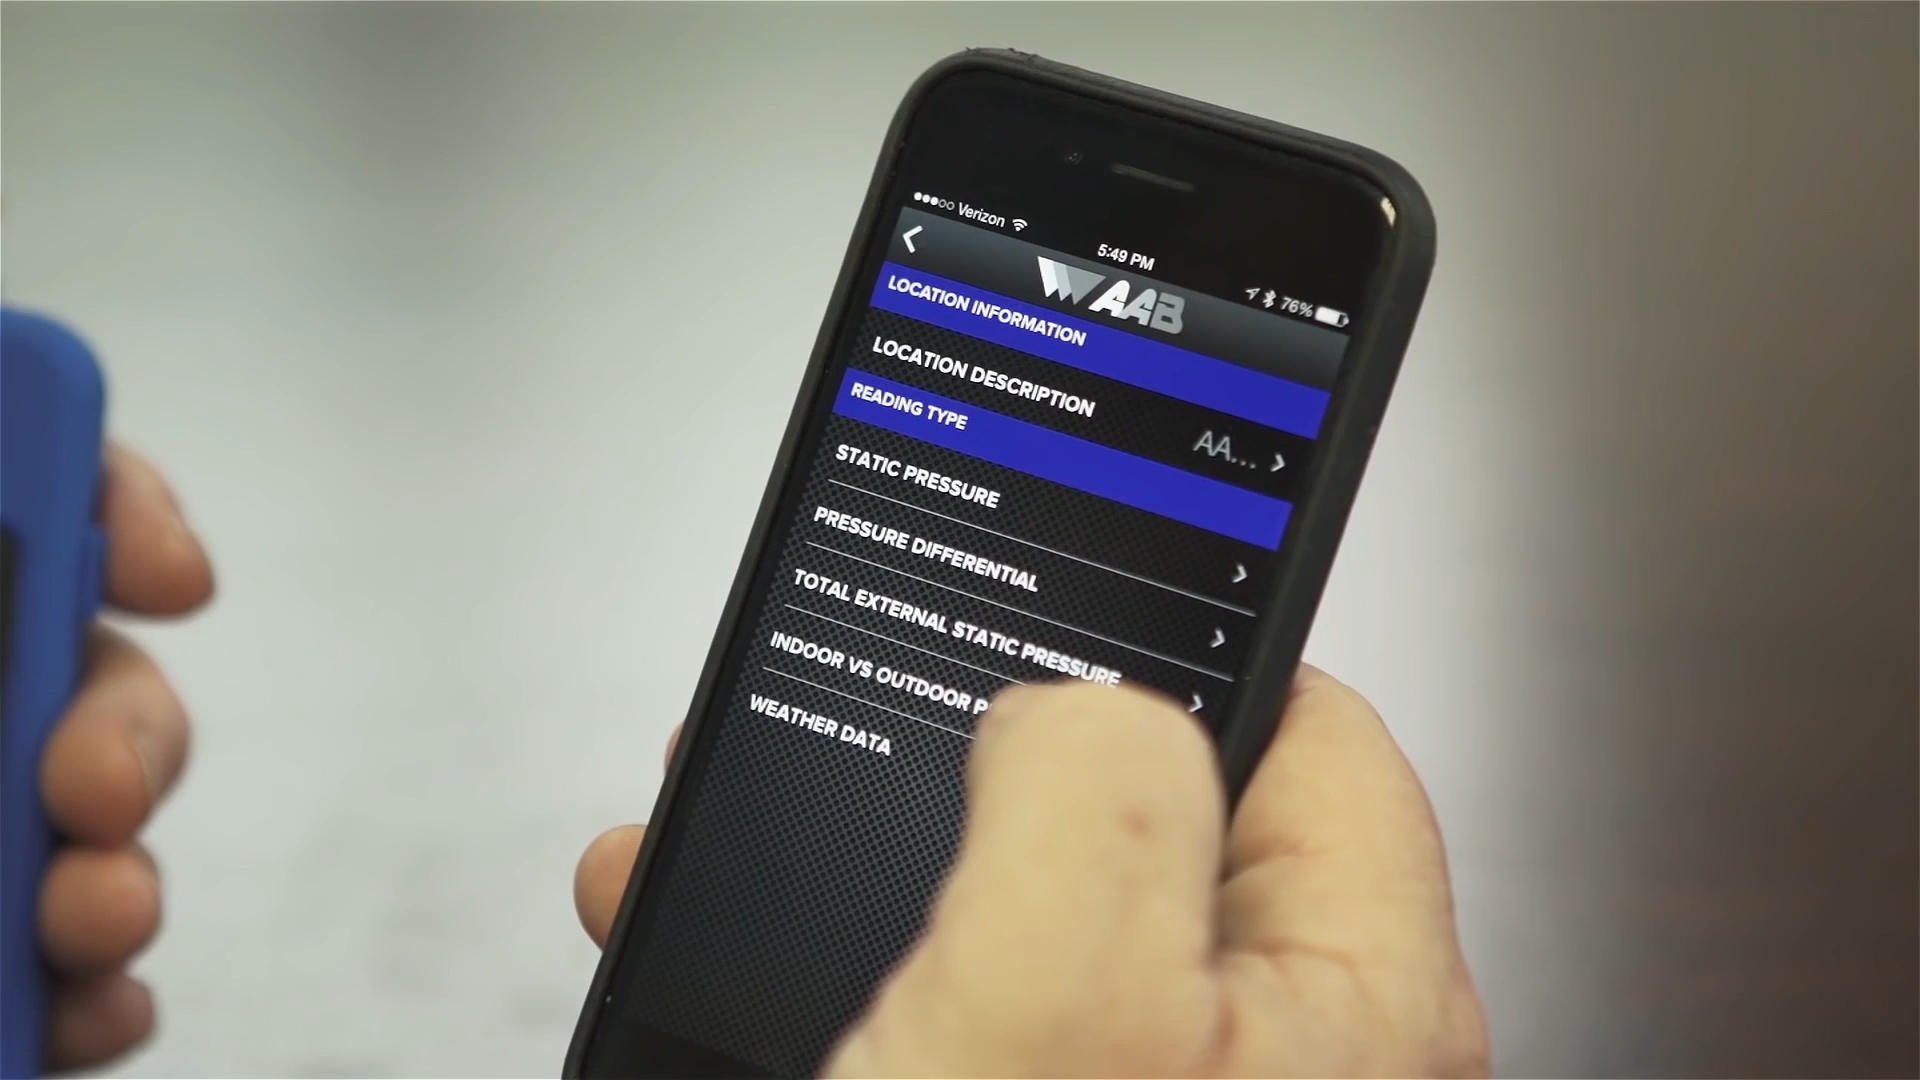 Verizon
5:49 PM
76%
AAB
LOCATION INFORMATION
LOCATION DESCRIPTION
AA...
READING TYPE
STATIC PRESSURE
PRESSURE DIFFERENTIAL
TOTAL EXTERNAL STATIC PRESSURE
INDOOR VS OUTDOOR
WEATHER DATA